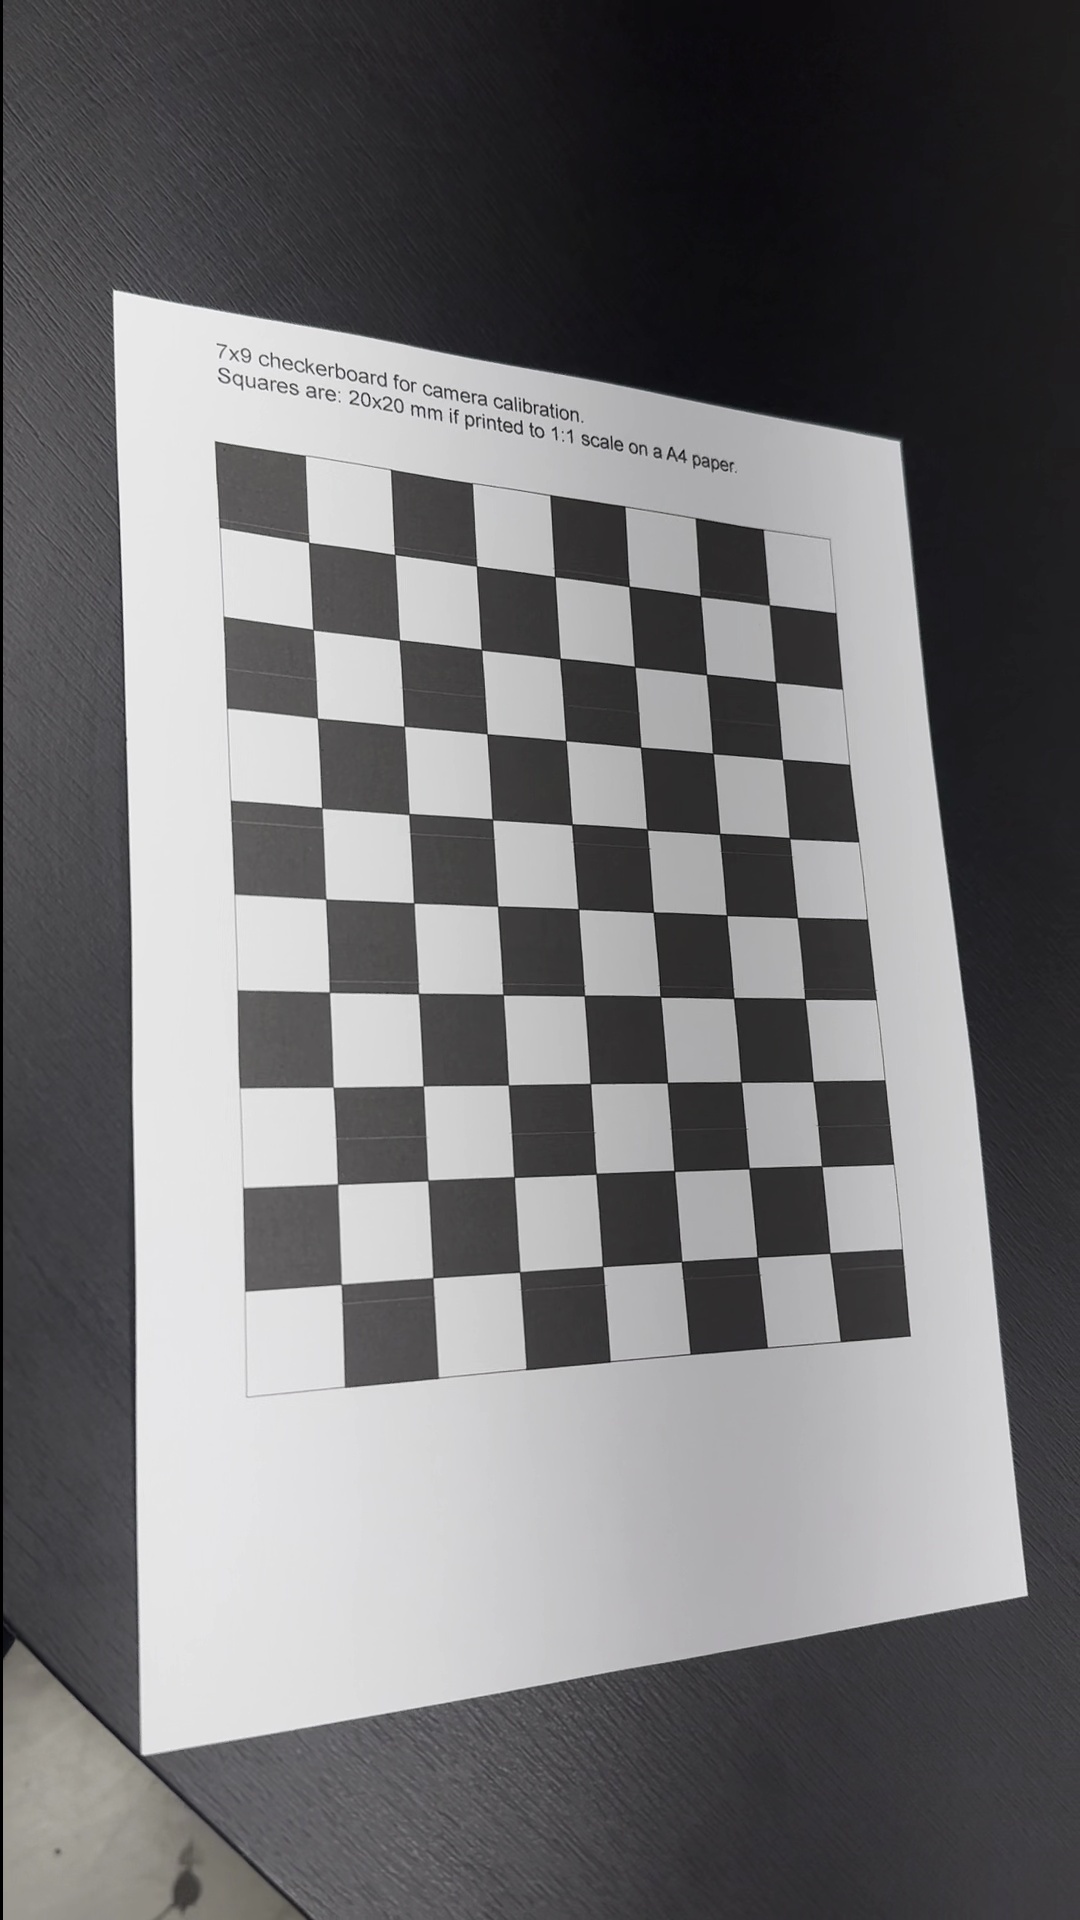 7x9 checkerboard for camera calibration.
Squares are: 20x20 mm if printed to 1:1 scale on a A4 paper.